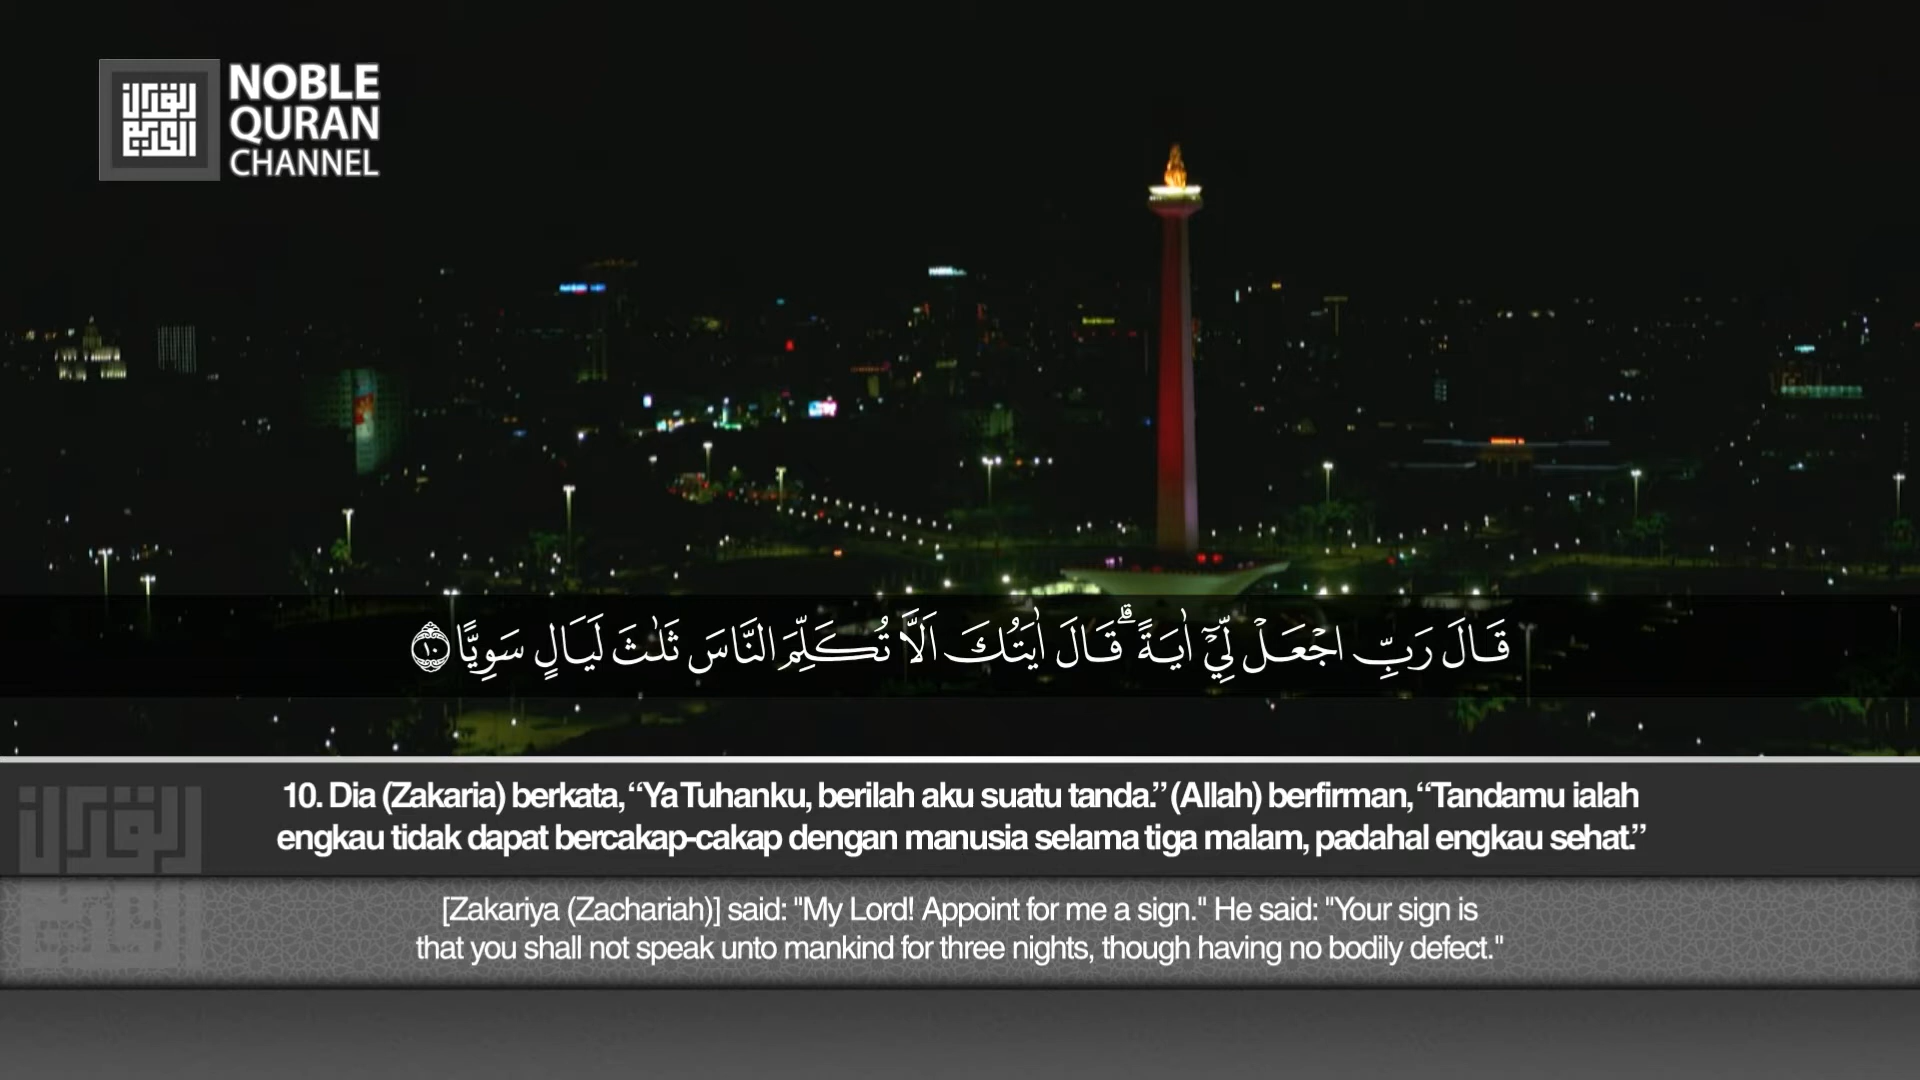 NOBLE
QURAN
CHANNEL
قَالَ رَبِّ اجْعَلْ لِّيْٓ اٰيَةً ۗقَالَ اٰيَتُكَ اَلَّا تُكَلِّمَ النَّاسَ ثَلٰثَ لَيَالٍ سَوِيًّا ١٠
10. Dia (Zakaria) berkata, “Ya Tuhanku, berilah aku suatu tanda.” (Allah) berfirman, “Tandamu ialah
engkau tidak dapat bercakap-cakap dengan manusia selama tiga malam, padahal engkau sehat.”
[Zakariya (Zachariah)] said: "My Lord! Appoint for me a sign." He said: "Your sign is
that you shall not speak unto mankind for three nights, though having no bodily defect."